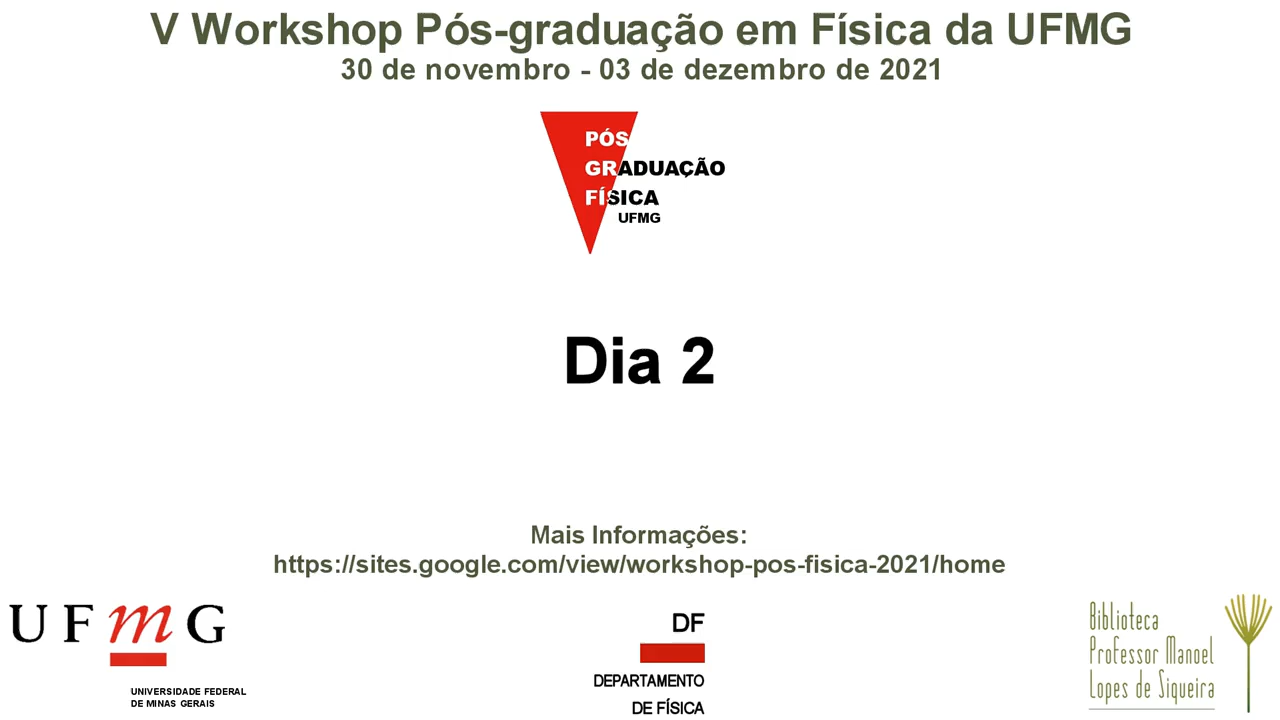 V Workshop Pós-graduação em Física da UFMG
30 de novembro - 03 de dezembro de 2021
PÓS
GRADUAÇÃO
FÍSICA
UFMG
Dia 2
Mais Informações:
https://sites.google.com/view/workshop-pos-fisica-2021/home
UFmG
UNIVERSIDADE FEDERAL
DE MINAS GERAIS
DF
DEPARTAMENTO
DE FÍSICA
Biblioteca
Professor Manoel
Lopes de Siqueira